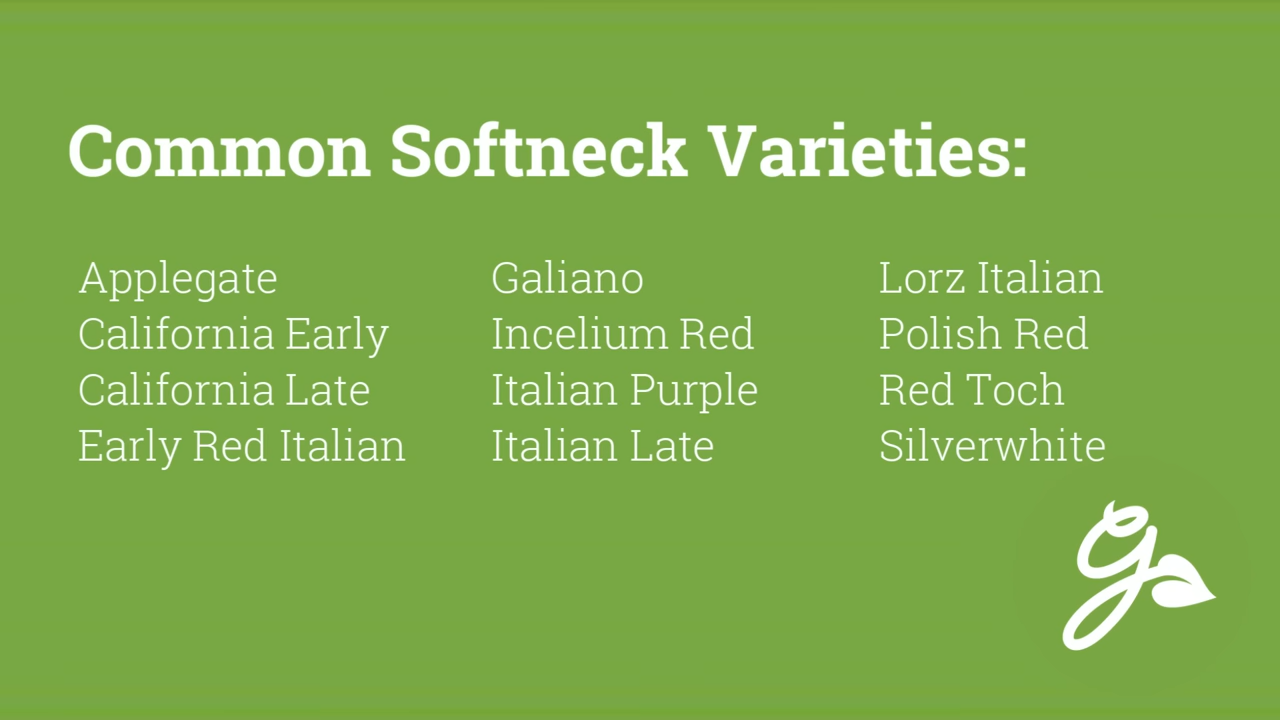 Common Softneck Varieties:
Applegate
California Early
California Late
Early Red Italian
Galiano
Incelium Red
Italian Purple
Italian Late
Lorz Italian
Polish Red
Red Toch
Silverwhite
g